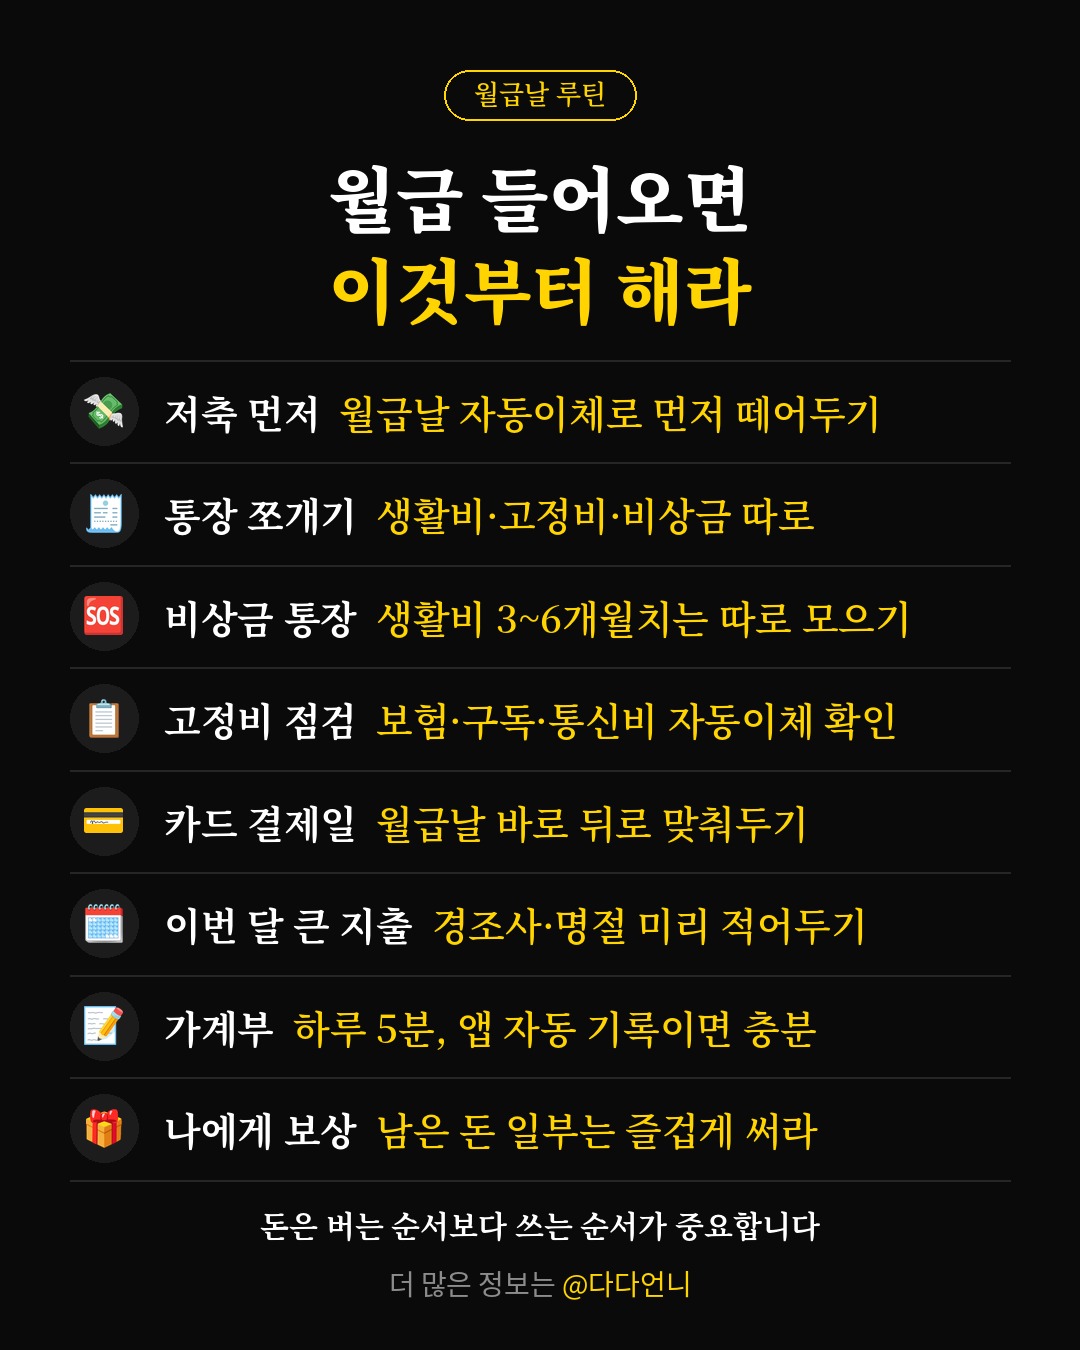 월급날 루틴
월급 들어오면
이것부터 해라
저축 먼저 월급날 자동이체로 먼저 떼어두기
통장 쪼개기 생활비·고정비·비상금 따로
SOS 비상금 통장 생활비 3~6개월치는 따로 모으기
고정비 점검 보험·구독·통신비 자동이체 확인
카드 결제일 월급날 바로 뒤로 맞춰두기
이번 달 큰 지출 경조사·명절 미리 적어두기
가계부 하루 5분, 앱 자동 기록이면 충분
나에게 보상 남은 돈 일부는 즐겁게 써라
돈은 버는 순서보다 쓰는 순서가 중요합니다
더 많은 정보는 @다다언니